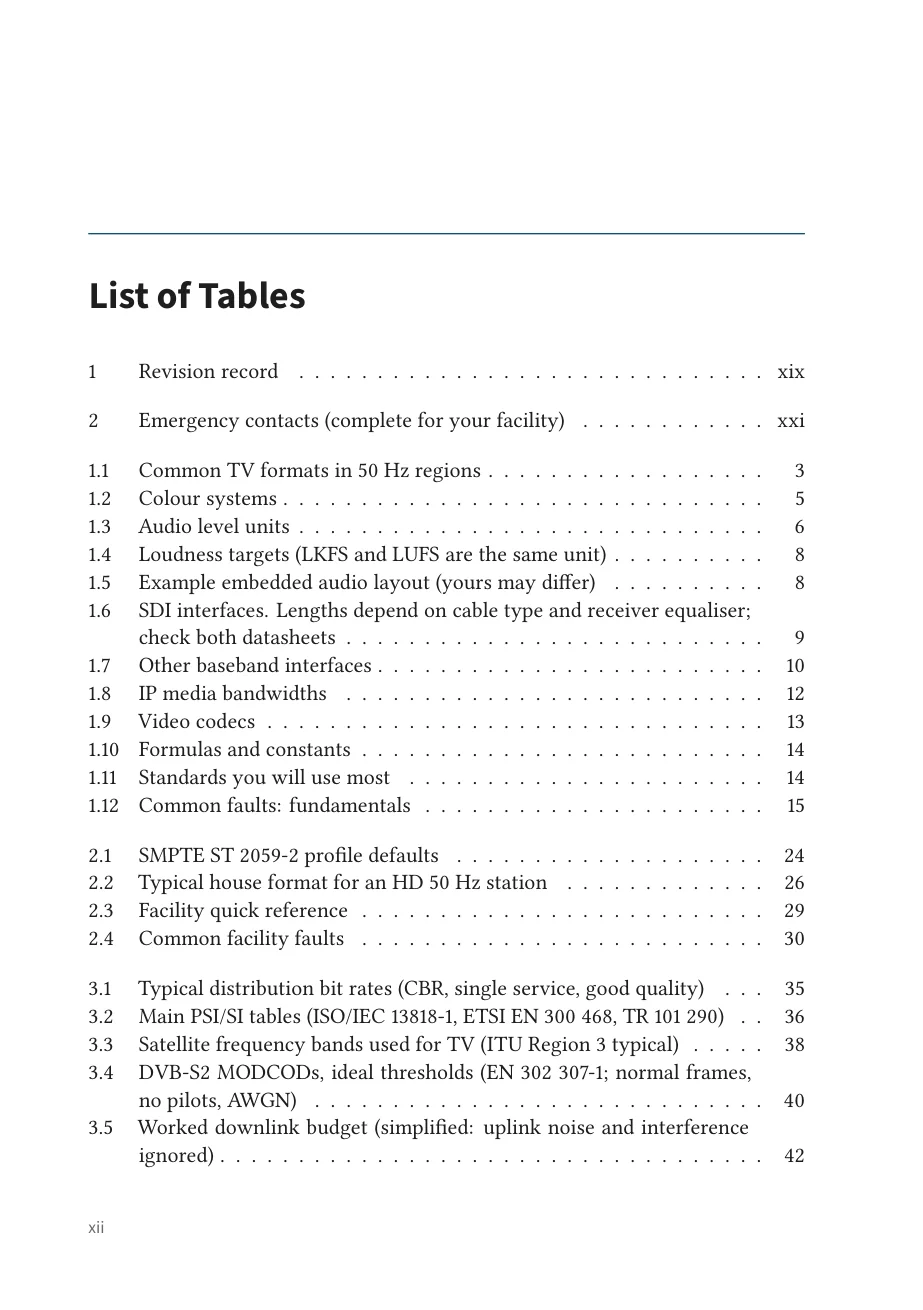 List of Tables
1 Revision record . . . . . . . . . . . . . . . . . . . . . . . . . . . . . . xix
2 Emergency contacts (complete for your facility) . . . . . . . . . . . . xxi
1.1 Common TV formats in 50 Hz regions . . . . . . . . . . . . . . . . . . 3
1.2 Colour systems . . . . . . . . . . . . . . . . . . . . . . . . . . . . . . . 5
1.3 Audio level units . . . . . . . . . . . . . . . . . . . . . . . . . . . . . . 6
1.4 Loudness targets (LKFS and LUFS are the same unit) . . . . . . . . . . 8
1.5 Example embedded audio layout (yours may differ) . . . . . . . . . . 8
1.6 SDI interfaces. Lengths depend on cable type and receiver equaliser;
check both datasheets . . . . . . . . . . . . . . . . . . . . . . . . . . . 9
1.7 Other baseband interfaces . . . . . . . . . . . . . . . . . . . . . . . . . 10
1.8 IP media bandwidths . . . . . . . . . . . . . . . . . . . . . . . . . . . 12
1.9 Video codecs . . . . . . . . . . . . . . . . . . . . . . . . . . . . . . . . 13
1.10 Formulas and constants . . . . . . . . . . . . . . . . . . . . . . . . . . 14
1.11 Standards you will use most . . . . . . . . . . . . . . . . . . . . . . . 14
1.12 Common faults: fundamentals . . . . . . . . . . . . . . . . . . . . . . 15
2.1 SMPTE ST 2059-2 profile defaults . . . . . . . . . . . . . . . . . . . . 24
2.2 Typical house format for an HD 50 Hz station . . . . . . . . . . . . . 26
2.3 Facility quick reference . . . . . . . . . . . . . . . . . . . . . . . . . . 29
2.4 Common facility faults . . . . . . . . . . . . . . . . . . . . . . . . . . 30
3.1 Typical distribution bit rates (CBR, single service, good quality) . . . 35
3.2 Main PSI/SI tables (ISO/IEC 13818-1, ETSI EN 300 468, TR 101 290) . . 36
3.3 Satellite frequency bands used for TV (ITU Region 3 typical) . . . . . 38
3.4 DVB-S2 MODCODs, ideal thresholds (EN 302 307-1; normal frames,
no pilots, AWGN) . . . . . . . . . . . . . . . . . . . . . . . . . . . . . 40
3.5 Worked downlink budget (simplified: uplink noise and interference
ignored) . . . . . . . . . . . . . . . . . . . . . . . . . . . . . . . . . . . 42
xii